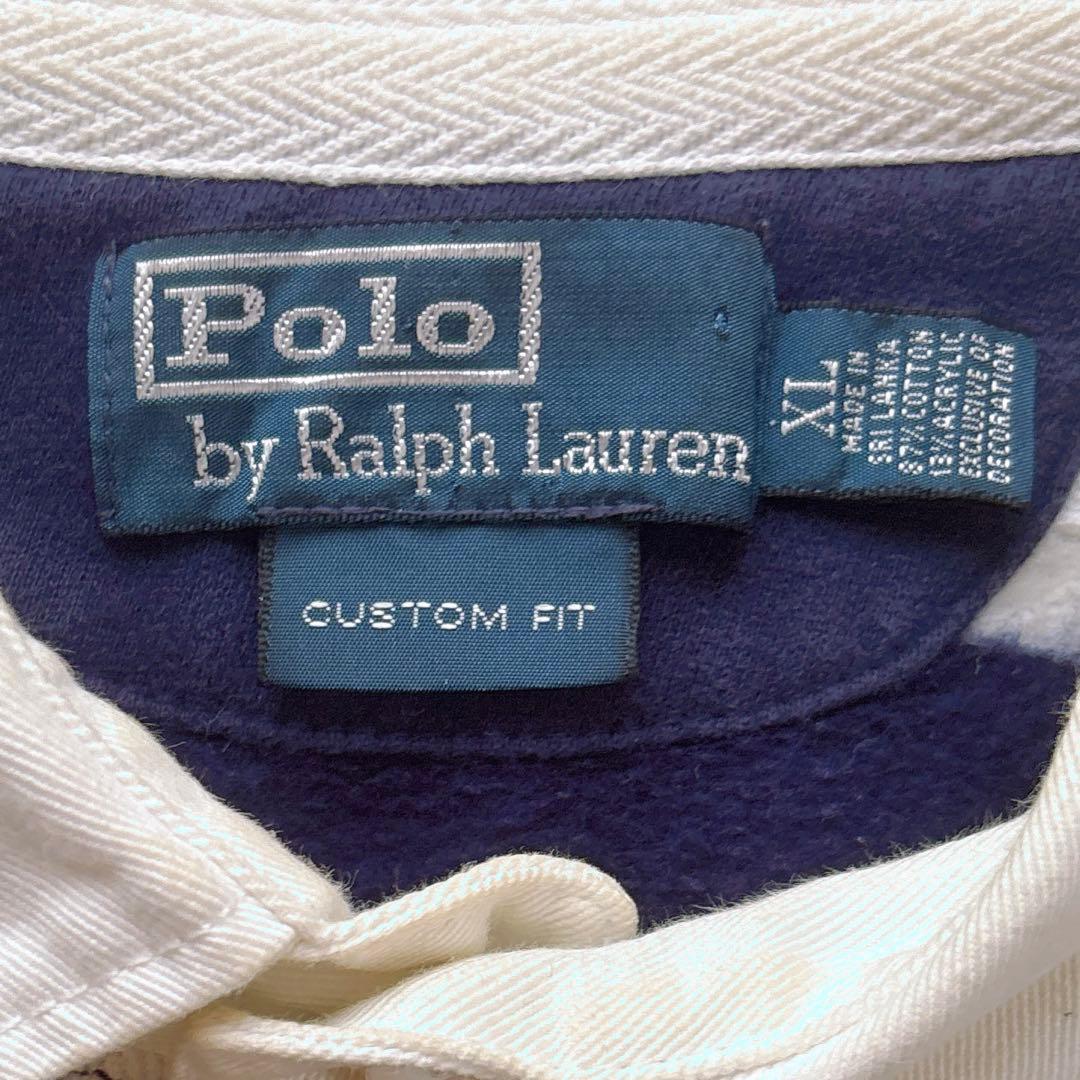 Polo
by Ralph Lauren
XL
MADE IN
SRI LANKA
87% COTTON
13% ACRYLIC
EXCLUSIVE OF
DECORATION
CUSTOM FIT